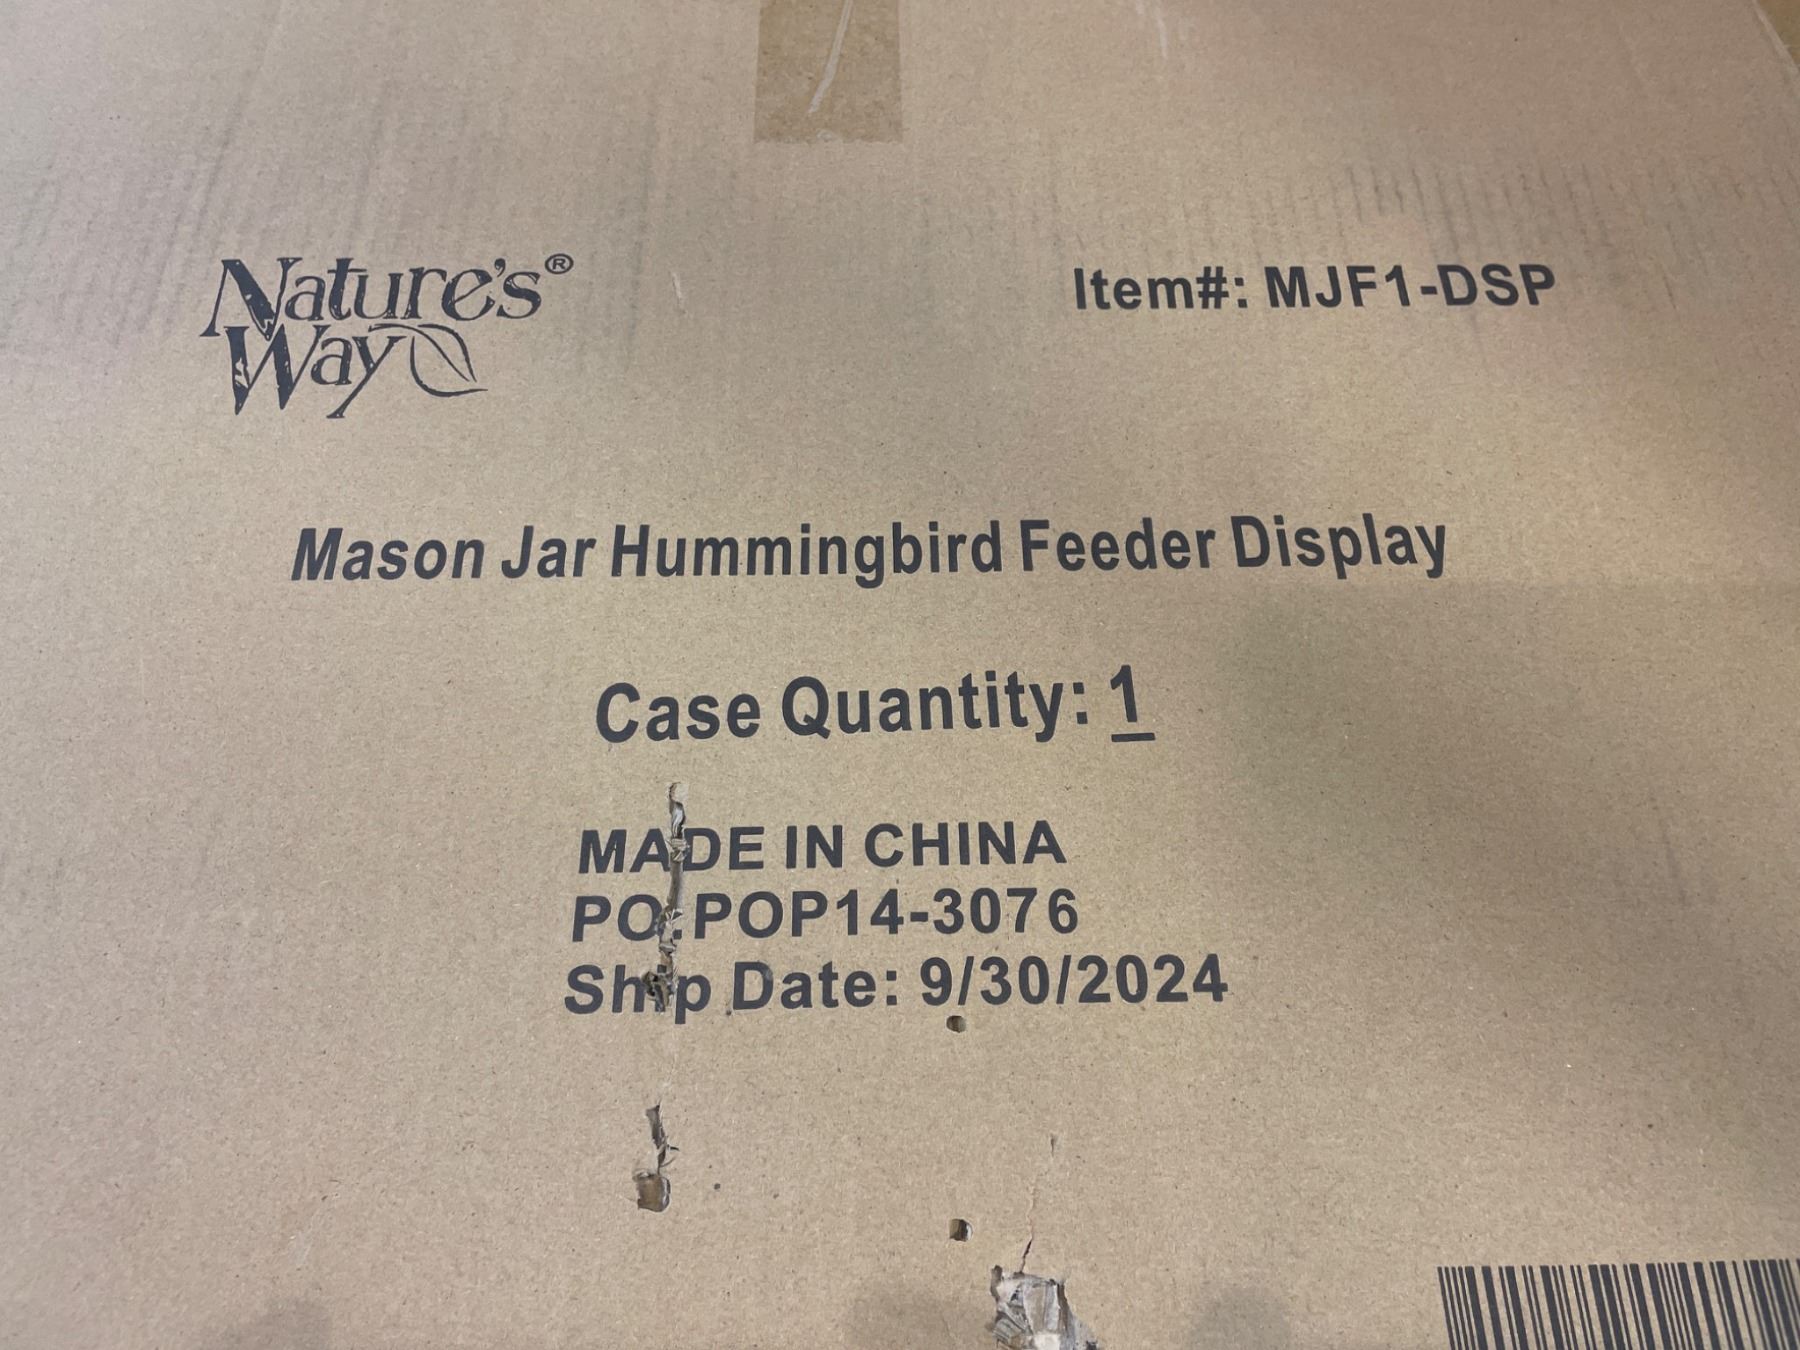 Nature's®
Way
Item#: MJF1-DSP
Mason Jar Hummingbird Feeder Display
Case Quantity: 1
MADE IN CHINA
PO:POP14-3076
Ship Date: 9/30/2024